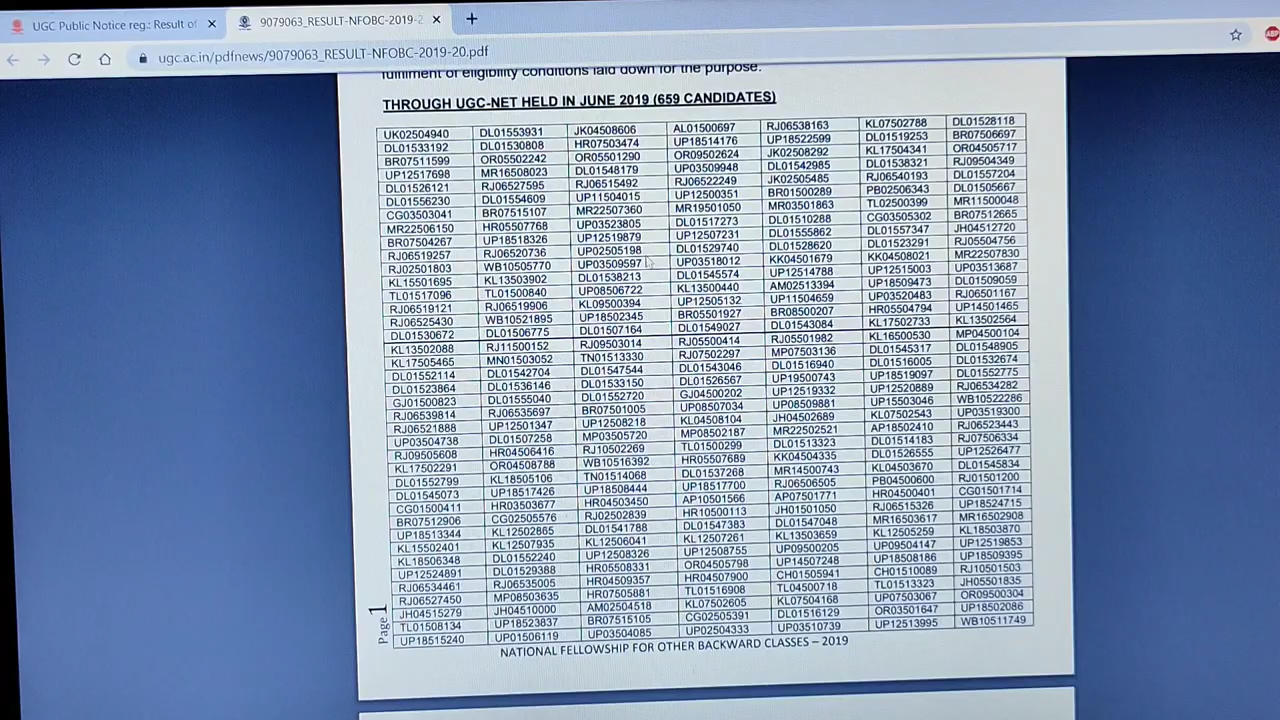 UGC Public Notice reg.: Result of
9079063_RESULT-NFOBC-2019-2
ugc.ac.in/pdfnews/9079063_RESULT-NFOBC-2019-20.pdf
ABP
fulfilment of eligibility conditions laid down for the purpose.
THROUGH UGC-NET HELD IN JUNE 2019 (659 CANDIDATES)
UK02504940 DL01553931 JK04508606 AL01500697 RJ06538163 KL07502788 DL01528118
DL01533192 DL01530808 HR07503474 UP18514176 UP18522599 DL01519253 BR07506697
BR07511599 OR05502242 OR05501290 OR09502624 JK02508292 KL17504341 OR04505717
UP12517698 MR16508023 DL01548179 UP03509948 DL01542985 DL01538321 RJ09504349
DL01526121 RJ06527595 RJ06515492 RJ06522249 JK02505485 RJ06540193 DL01557204
DL01556230 DL01554609 UP11504015 UP12500351 BR01500289 PB02506343 DL01505667
CG03503041 BR07515107 MR22507360 MR19501050 MR03501863 TL02500399 MR11500048
MR22506150 HR05507768 UP03523805 DL01517273 DL01510288 CG03505302 BR07512665
BR07504267 UP18518326 UP12519879 UP12507231 DL01555862 DL01557347 JH04512720
RJ06519257 RJ06520736 UP02505198 DL01529740 DL01528620 DL01523291 RJ05504756
RJ02501803 WB10505770 UP03509597 UP03518012 KK04501679 KK04508021 MR22507830
KL15501695 KL13503902 DL01538213 DL01545574 UP12514788 UP12515003 UP03513687
TL01517096 TL01500840 UP08506722 KL13500440 AM02513394 UP18509473 DL01509059
RJ06519121 RJ06519906 KL09500394 UP12505132 UP11504659 UP03520483 RJ06501167
RJ06525430 WB10521895 UP18502345 BR05501927 BR08500207 HR05504794 UP14501465
DL01530672 DL01506775 DL01507164 DL01549027 DL01543084 KL17502733 KL13502564
KL13502088 RJ11500152 RJ09503014 RJ05500414 RJ05501982 KL16500530 MP04500104
KL17505465 MN01503052 TN01513330 RJ07502297 MP07503136 DL01545317 DL01548905
DL01552114 DL01542704 DL01547544 DL01543046 DL01516940 DL01516005 DL01532674
DL01523864 DL01536146 DL01533150 DL01526567 UP19500743 UP18519097 DL01552775
GJ01500823 DL01555040 DL01552720 GJ04500202 UP12519332 UP12520889 RJ06534282
RJ06539814 RJ06535697 BR07501005 UP08507034 UP08509881 UP15503046 WB10522286
RJ06521888 UP12501347 UP12508218 KL04508104 JH04502689 KL07502543 UP03519300
UP03504738 DL01507258 MP03505720 MP08502187 MR22502521 AP18502410 RJ06523443
RJ09505608 HR04506416 RJ10502269 TL01500299 DL01513323 DL01514183 RJ07506334
KL17502291 OR04508788 WB10516392 HR05507689 KK04504335 DL01526555 UP12526477
DL01552799 KL18505106 TN01514068 DL01537268 MR14500743 KL04503670 DL01545834
DL01545073 UP18517426 UP18508444 UP18517700 RJ06506505 PB04500600 RJ01501200
CG01500411 HR03503677 HR04503450 AP10501566 AP07501771 HR04500401 CG01501714
BR07512906 CG02505576 RJ02502839 HR10500113 JH01501050 RJ06515326 UP18524715
UP18513344 KL12502865 DL01541788 DL01547383 DL01547048 MR16503617 MR16502908
KL15502401 KL12507935 KL12506041 KL12507261 KL13503659 KL12505259 KL18503870
KL18506348 DL01552240 UP12508326 UP12508755 UP09500205 UP09504147 UP12519853
UP12524891 DL01529388 HR05508331 OR04505798 UP14507248 UP18508186 UP18509395
RJ06534461 RJ06535005 HR04509357 HR04507900 CH01505941 CH01510089 RJ10501503
RJ06527450 MP08503635 HR07505881 TL01516908 TL04500718 TL01513323 JH05501835
JH04515279 JH04510000 AM02504518 KL07502605 KL07504168 UP07503067 OR09500304
TL01508134 UP18523837 BR07515105 CG02505391 DL01516129 OR03501647 UP18502086
UP18515240 UP01506119 UP03504085 UP02504333 UP03510739 UP12513995 WB10511749
Page 1
NATIONAL FELLOWSHIP FOR OTHER BACKWARD CLASSES – 2019